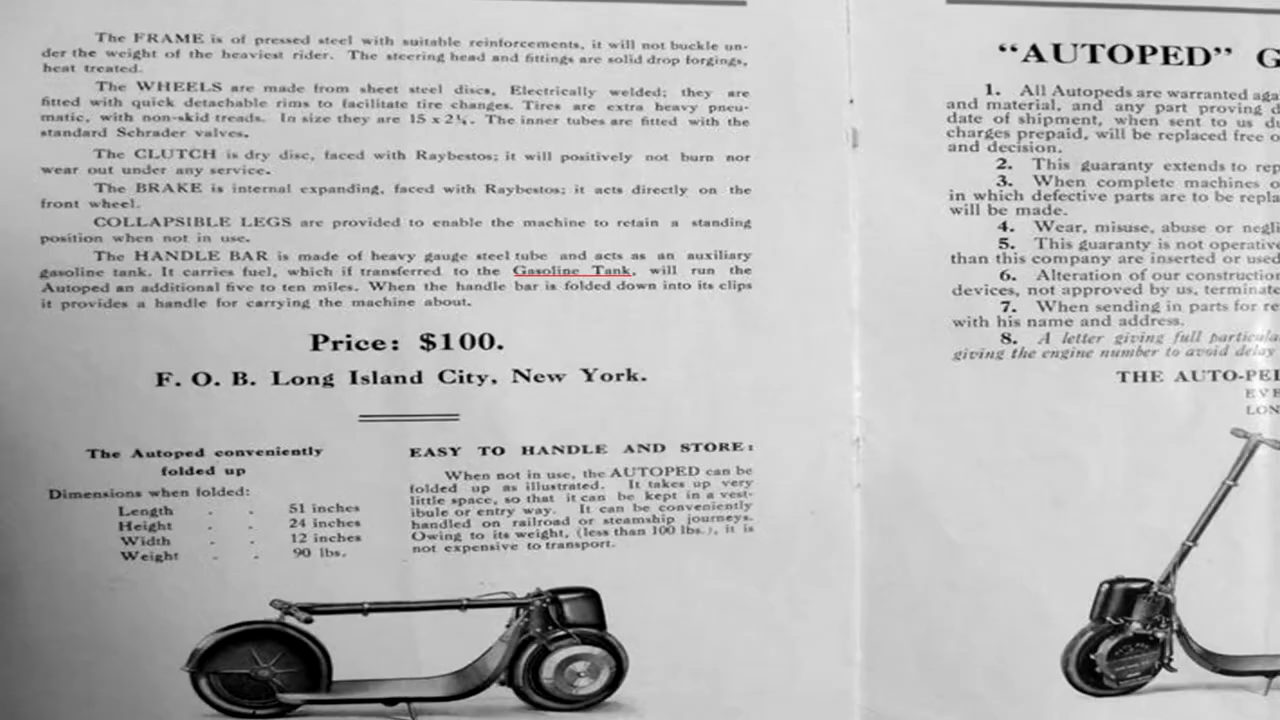 The FRAME is of pressed steel with suitable reinforcements, it will not buckle un-
der the weight of the heaviest rider. The steering head and fittings are solid drop forgings,
heat treated.
The WHEELS are made from sheet steel discs, Electrically welded; they are
fitted with quick detachable rims to facilitate tire changes. Tires are extra heavy pneu-
matic, with non-skid treads. In size they are 15 x 2¼. The inner tubes are fitted with the
standard Schrader valves.
The CLUTCH is dry disc, faced with Raybestos; it will positively not burn nor
wear out under any service.
The BRAKE is internal expanding, faced with Raybestos; it acts directly on the
front wheel.
COLLAPSIBLE LEGS are provided to enable the machine to retain a standing
position when not in use.
The HANDLE BAR is made of heavy gauge steel tube and acts as an auxiliary
gasoline tank. It carries fuel, which if transferred to the Gasoline Tank, will run the
Autoped an additional five to ten miles. When the handle bar is folded down into its clips
it provides a handle for carrying the machine about.
Price: $100.
F. O. B. Long Island City, New York.
The Autoped conveniently
folded up
Dimensions when folded:
Length . . 51 inches
Height . . 24 inches
Width . . 12 inches
Weight . . 90 lbs.
EASY TO HANDLE AND STORE:
When not in use, the AUTOPED can be
folded up as illustrated. It takes up very
little space, so that it can be kept in a vest-
ibule or entry way. It can be conveniently
handled on railroad or steamship journeys.
Owing to its weight, (less than 100 lbs.), it is
not expensive to transport.
"AUTOPED" G
1. All Autopeds are warranted aga
and material, and any part proving d
date of shipment, when sent to us du
charges prepaid, will be replaced free o
and decision.
2. This guaranty extends to rep
3. When complete machines o
in which defective parts are to be repla
will be made.
4. Wear, misuse, abuse or negli
5. This guaranty is not operative
than this company are inserted or used
6. Alteration of our construction
devices, not approved by us, terminate
7. When sending in parts for re
with his name and address.
8. A letter giving full particula
giving the engine number to avoid delay
THE AUTO-PED
EVE
LON